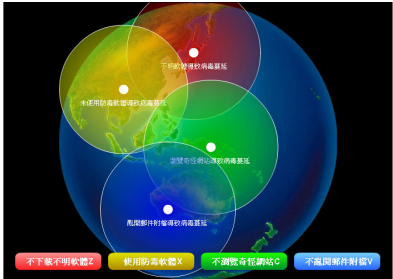 不明軟體導致病毒蔓延
未使用防毒軟體導致病毒蔓延
瀏覽奇怪網站導致病毒蔓延
亂開郵件附檔導致病毒蔓延
不下載不明軟體Z
使用防毒軟體X
不瀏覽奇怪網站C
不亂開郵件附檔V